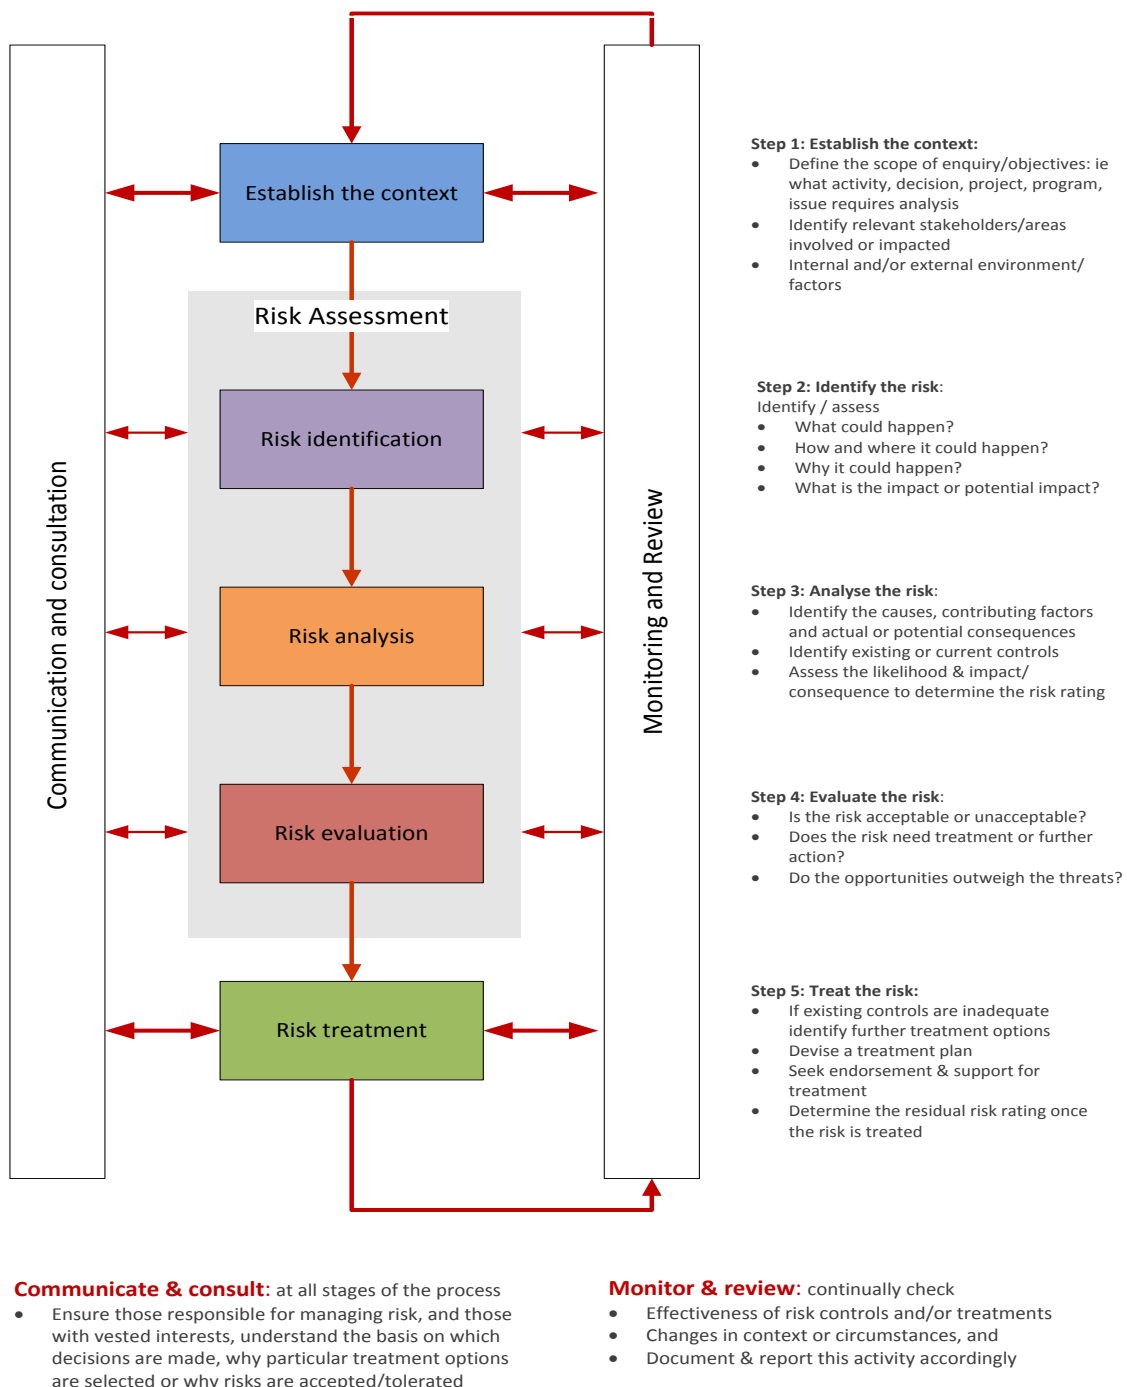 Establish the context
Risk Assessment
Risk identification
Risk analysis
Risk evaluation
Risk treatment
Communication and consultation
Monitoring and Review
Step 1: Establish the context:
• Define the scope of enquiry/objectives: ie
what activity, decision, project, program,
issue requires analysis
• Identify relevant stakeholders/areas
involved or impacted
• Internal and/or external environment/
factors
Step 2: Identify the risk:
Identify / assess
• What could happen?
• How and where it could happen?
• Why it could happen?
• What is the impact or potential impact?
Step 3: Analyse the risk:
• Identify the causes, contributing factors
and actual or potential consequences
• Identify existing or current controls
• Assess the likelihood & impact/
consequence to determine the risk rating
Step 4: Evaluate the risk:
• Is the risk acceptable or unacceptable?
• Does the risk need treatment or further
action?
• Do the opportunities outweigh the threats?
Step 5: Treat the risk:
• If existing controls are inadequate
identify further treatment options
• Devise a treatment plan
• Seek endorsement & support for
treatment
• Determine the residual risk rating once
the risk is treated
Communicate & consult: at all stages of the process
• Ensure those responsible for managing risk, and those
with vested interests, understand the basis on which
decisions are made, why particular treatment options
are selected or why risks are accepted/tolerated
Monitor & review: continually check
• Effectiveness of risk controls and/or treatments
• Changes in context or circumstances, and
• Document & report this activity accordingly